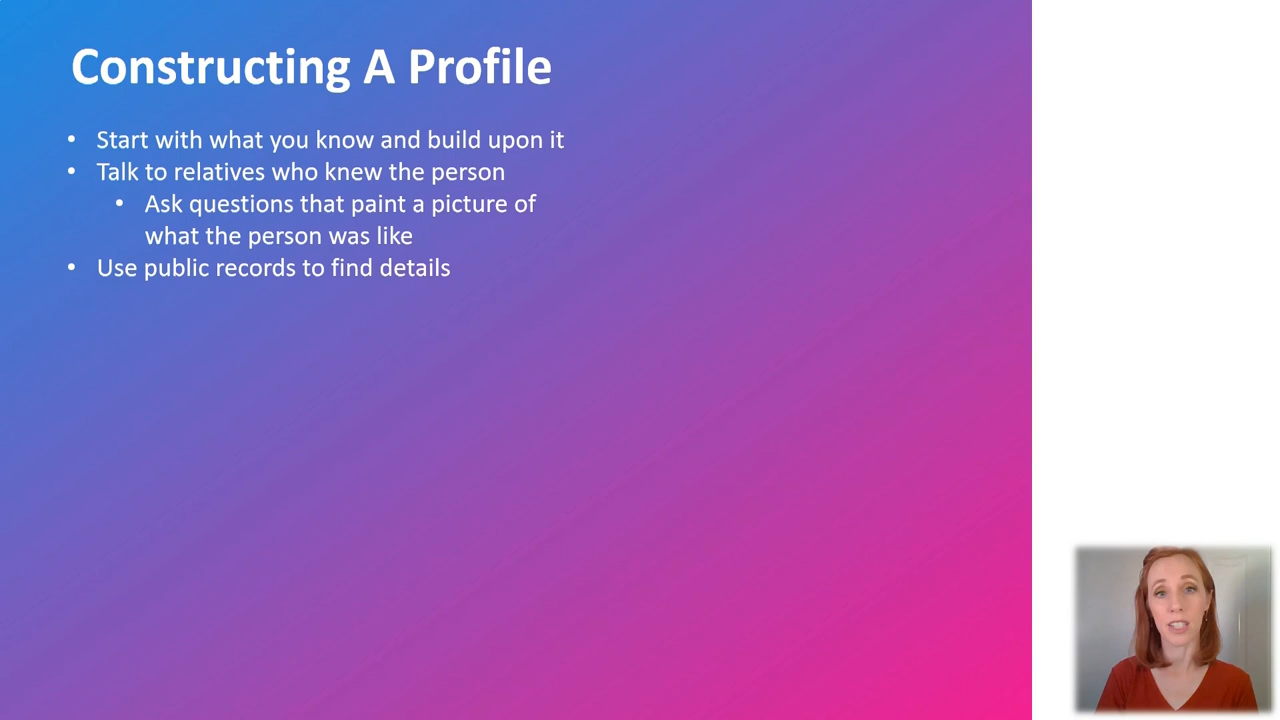 Constructing A Profile
• Start with what you know and build upon it
• Talk to relatives who knew the person
• Ask questions that paint a picture of
what the person was like
• Use public records to find details